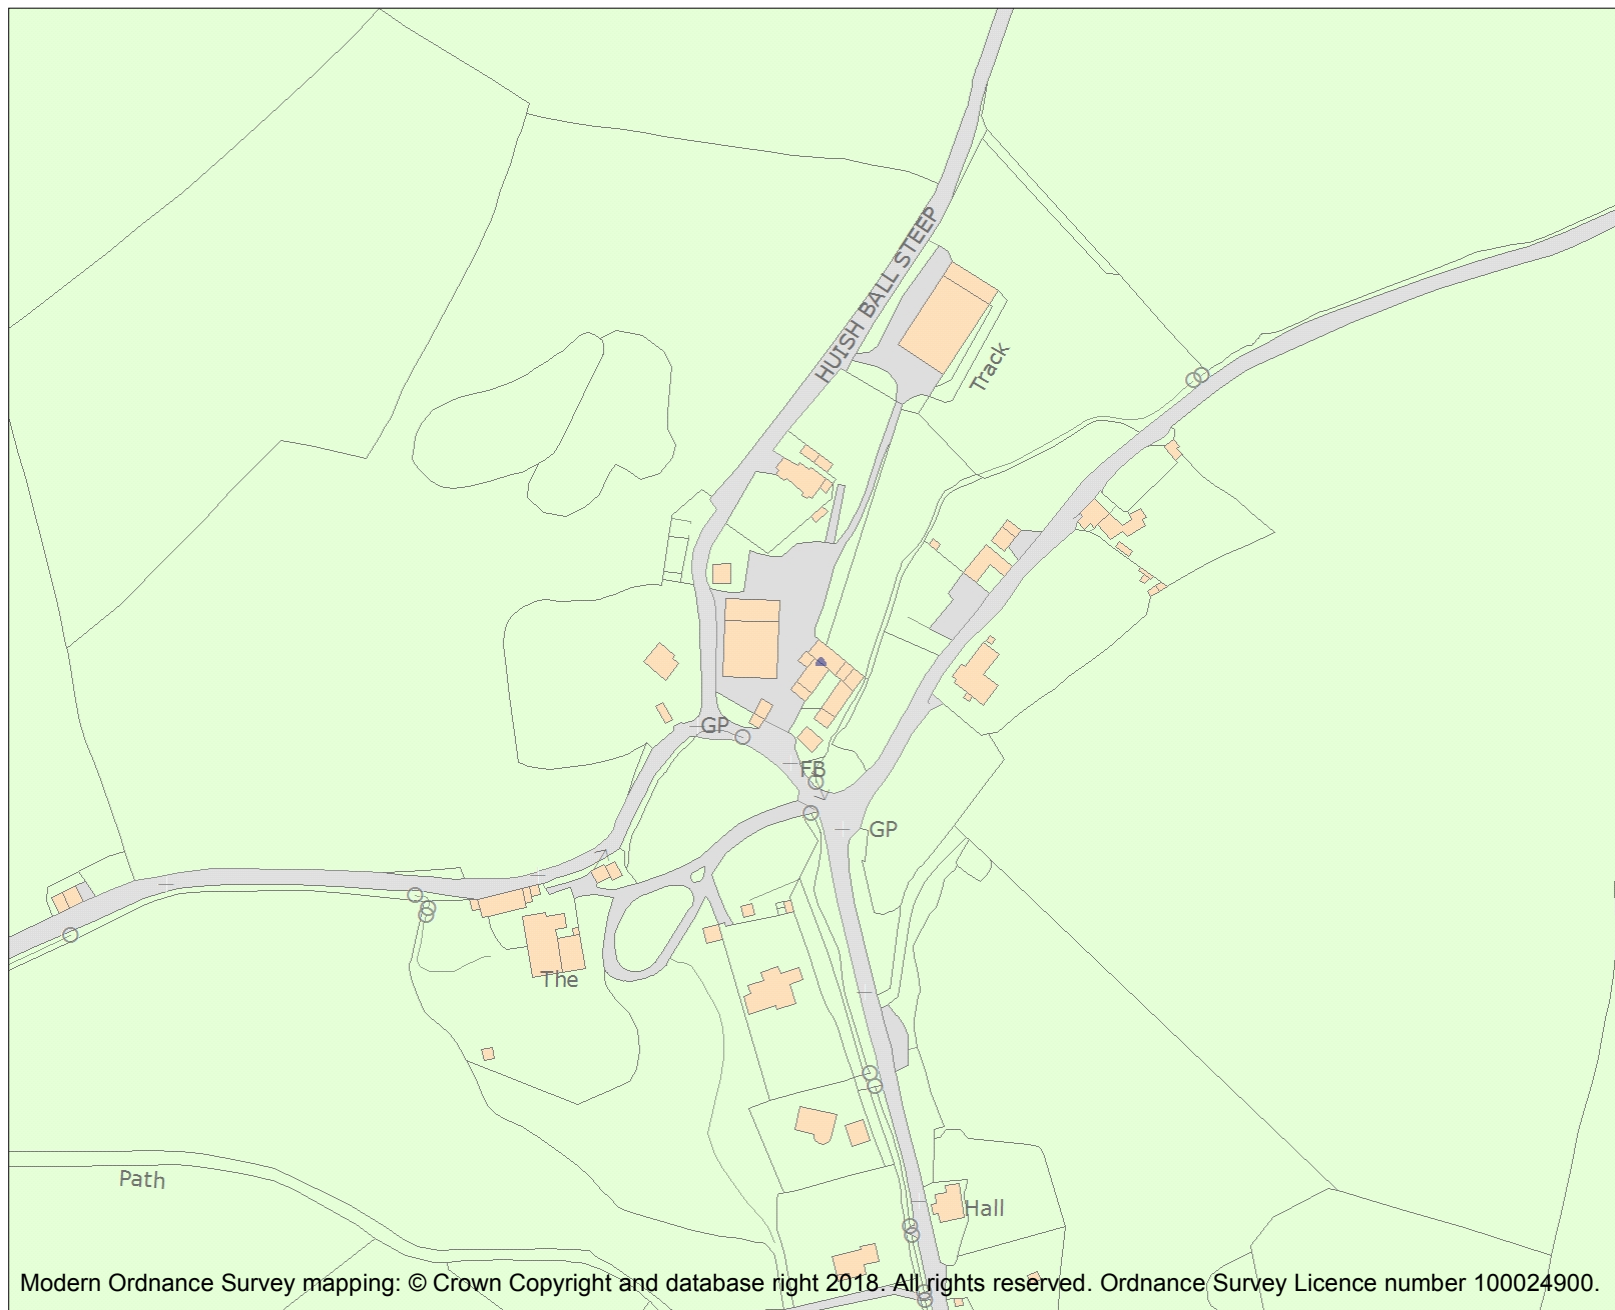 HUISH BALL STEEP
Track
GP
FB
GP
The
Path
Hall
Modern Ordnance Survey mapping: © Crown Copyright and database right 2018. All rights reserved. Ordnance Survey Licence number 100024900.